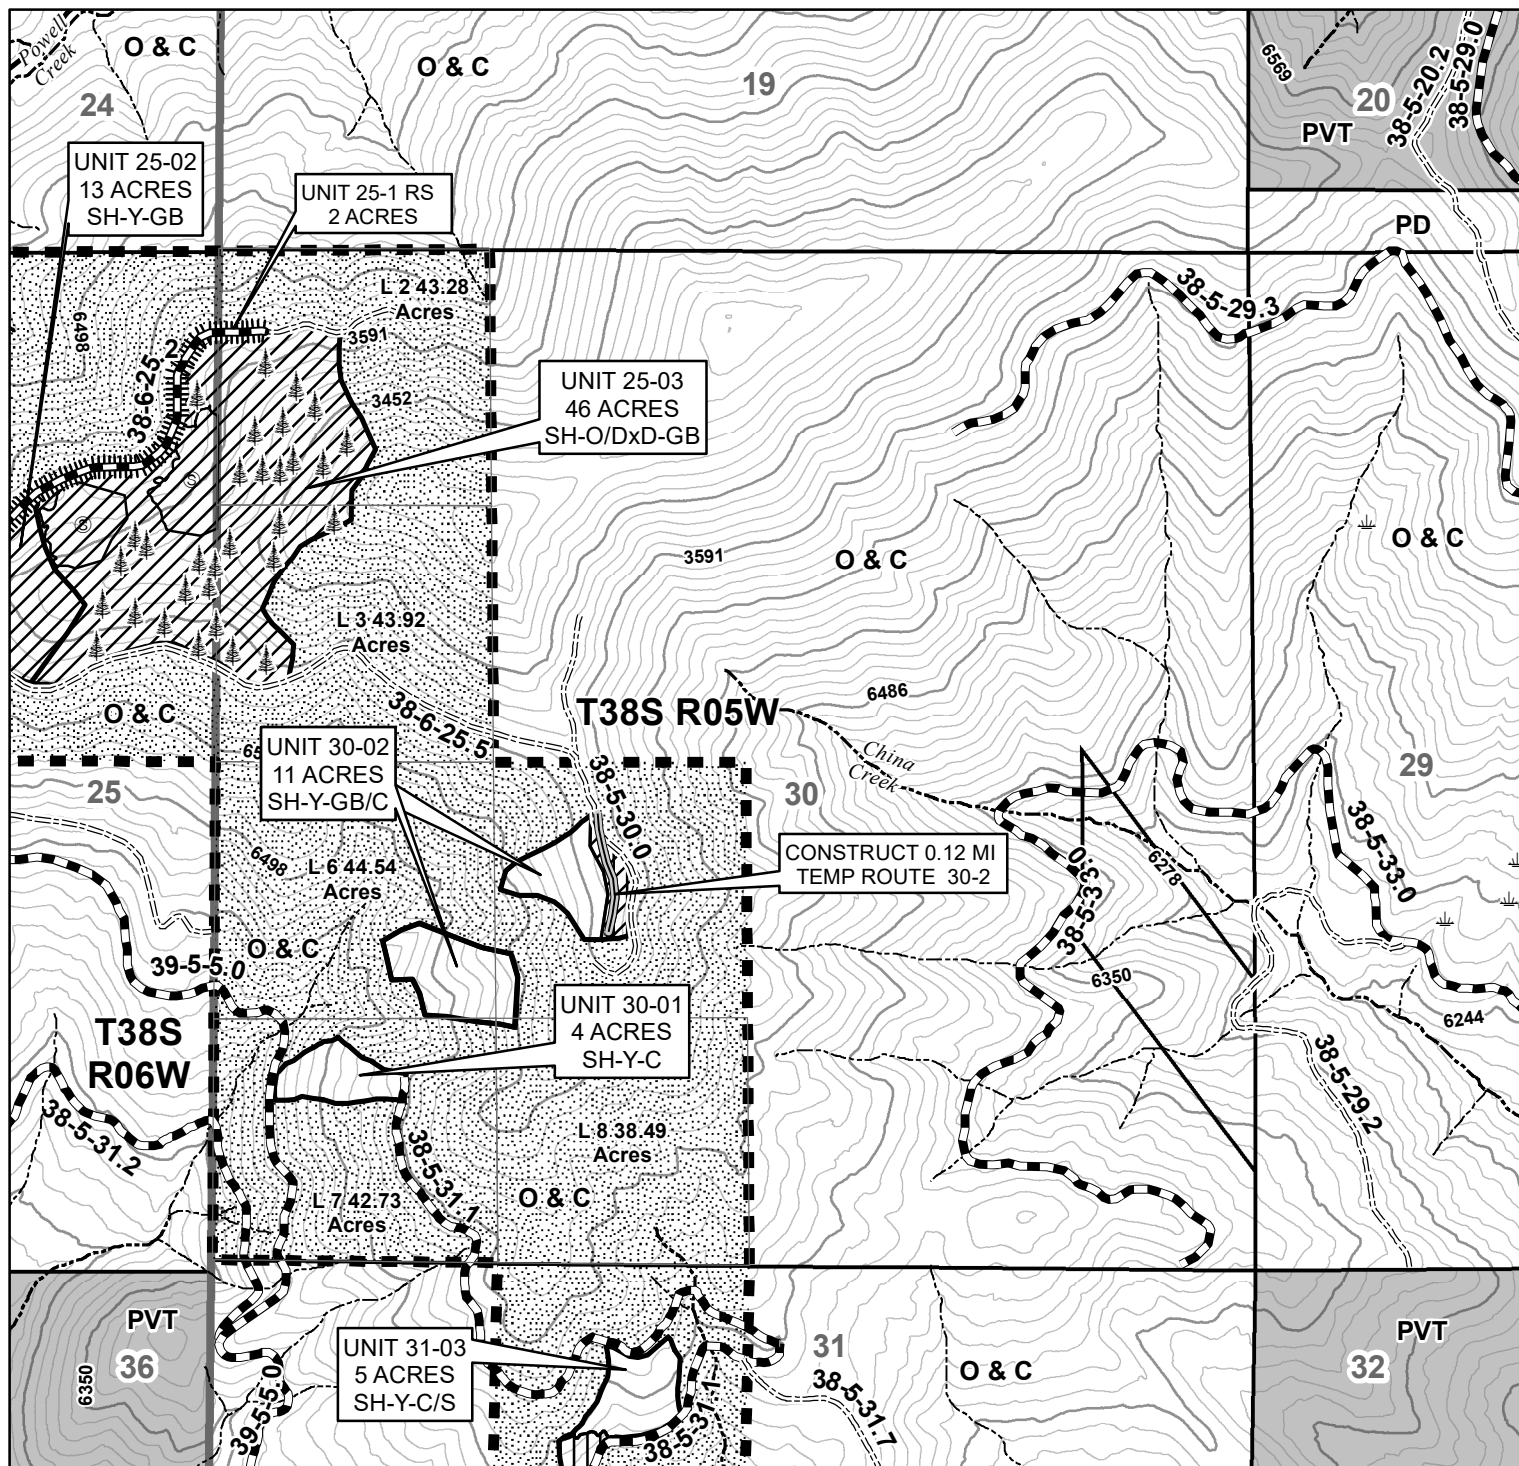 Powell
Creek
O & C
O & C
19
24
6569
20
PVT
38-5-20.2
38-5-29.0
UNIT 25-02
13 ACRES
SH-Y-GB
UNIT 25-1 RS
2 ACRES
PD
L 2 43.28
Acres
38-5-29.3
6498
3591
38-6-25.2
3452
UNIT 25-03
46 ACRES
SH-O/DxD-GB
S
S
3591
O & C
O & C
L 3 43.92
Acres
6486
O & C
38-6-25.5
T38S R05W
UNIT 30-02
11 ACRES
SH-Y-GB/C
China
Creek
25
30
29
38-5-30.0
38-5-33.0
CONSTRUCT 0.12 MI
TEMP ROUTE 30-2
6498
L 6 44.54
Acres
38-5-33.0
6278
O & C
39-5-5.0
6350
UNIT 30-01
4 ACRES
SH-Y-C
6244
T38S
R06W
38-5-29.2
38-5-31.2
L 8 38.49
Acres
38-5-31.1
L 7 42.73
Acres
O & C
PVT
36
6350
UNIT 31-03
5 ACRES
SH-Y-C/S
31
O & C
PVT
32
39-5-5.0
38-5-31.1
38-5-31.7